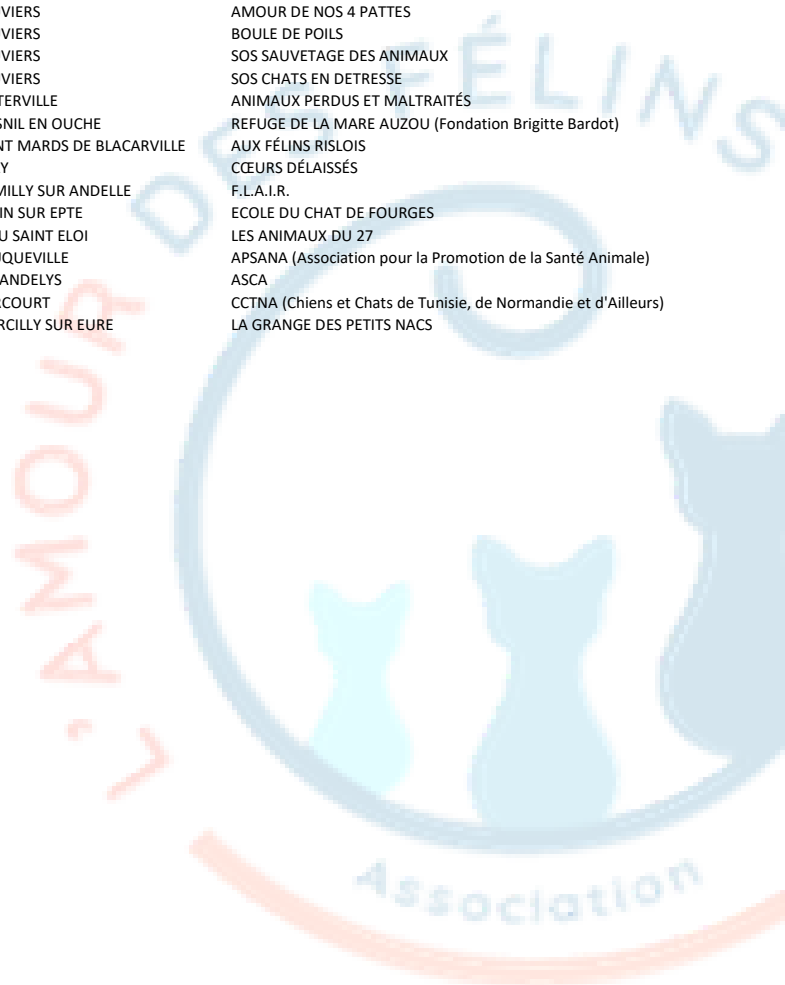 VIERS AMOUR DE NOS 4 PATTES
VIERS BOULE DE POILS
VIERS SOS SAUVETAGE DES ANIMAUX
VIERS SOS CHATS EN DETRESSE
TERVILLE ANIMAUX PERDUS ET MALTRAITÉS
SNIL EN OUCHE REFUGE DE LA MARE AUZOU (Fondation Brigitte Bardot)
NT MARDS DE BLACARVILLE AUX FÉLINS RISLOIS
Y CŒURS DÉLAISSÉS
MILLY SUR ANDELLE F.L.A.I.R.
IN SUR EPTE ECOLE DU CHAT DE FOURGES
U SAINT ELOI LES ANIMAUX DU 27
QUEVILLE APSANA (Association pour la Promotion de la Santé Animale)
ANDELYS ASCA
RCOURT CCTNA (Chiens et Chats de Tunisie, de Normandie et d'Ailleurs)
RCILLY SUR EURE LA GRANGE DES PETITS NACS
L'AMOUR DES FÉLINS
Association